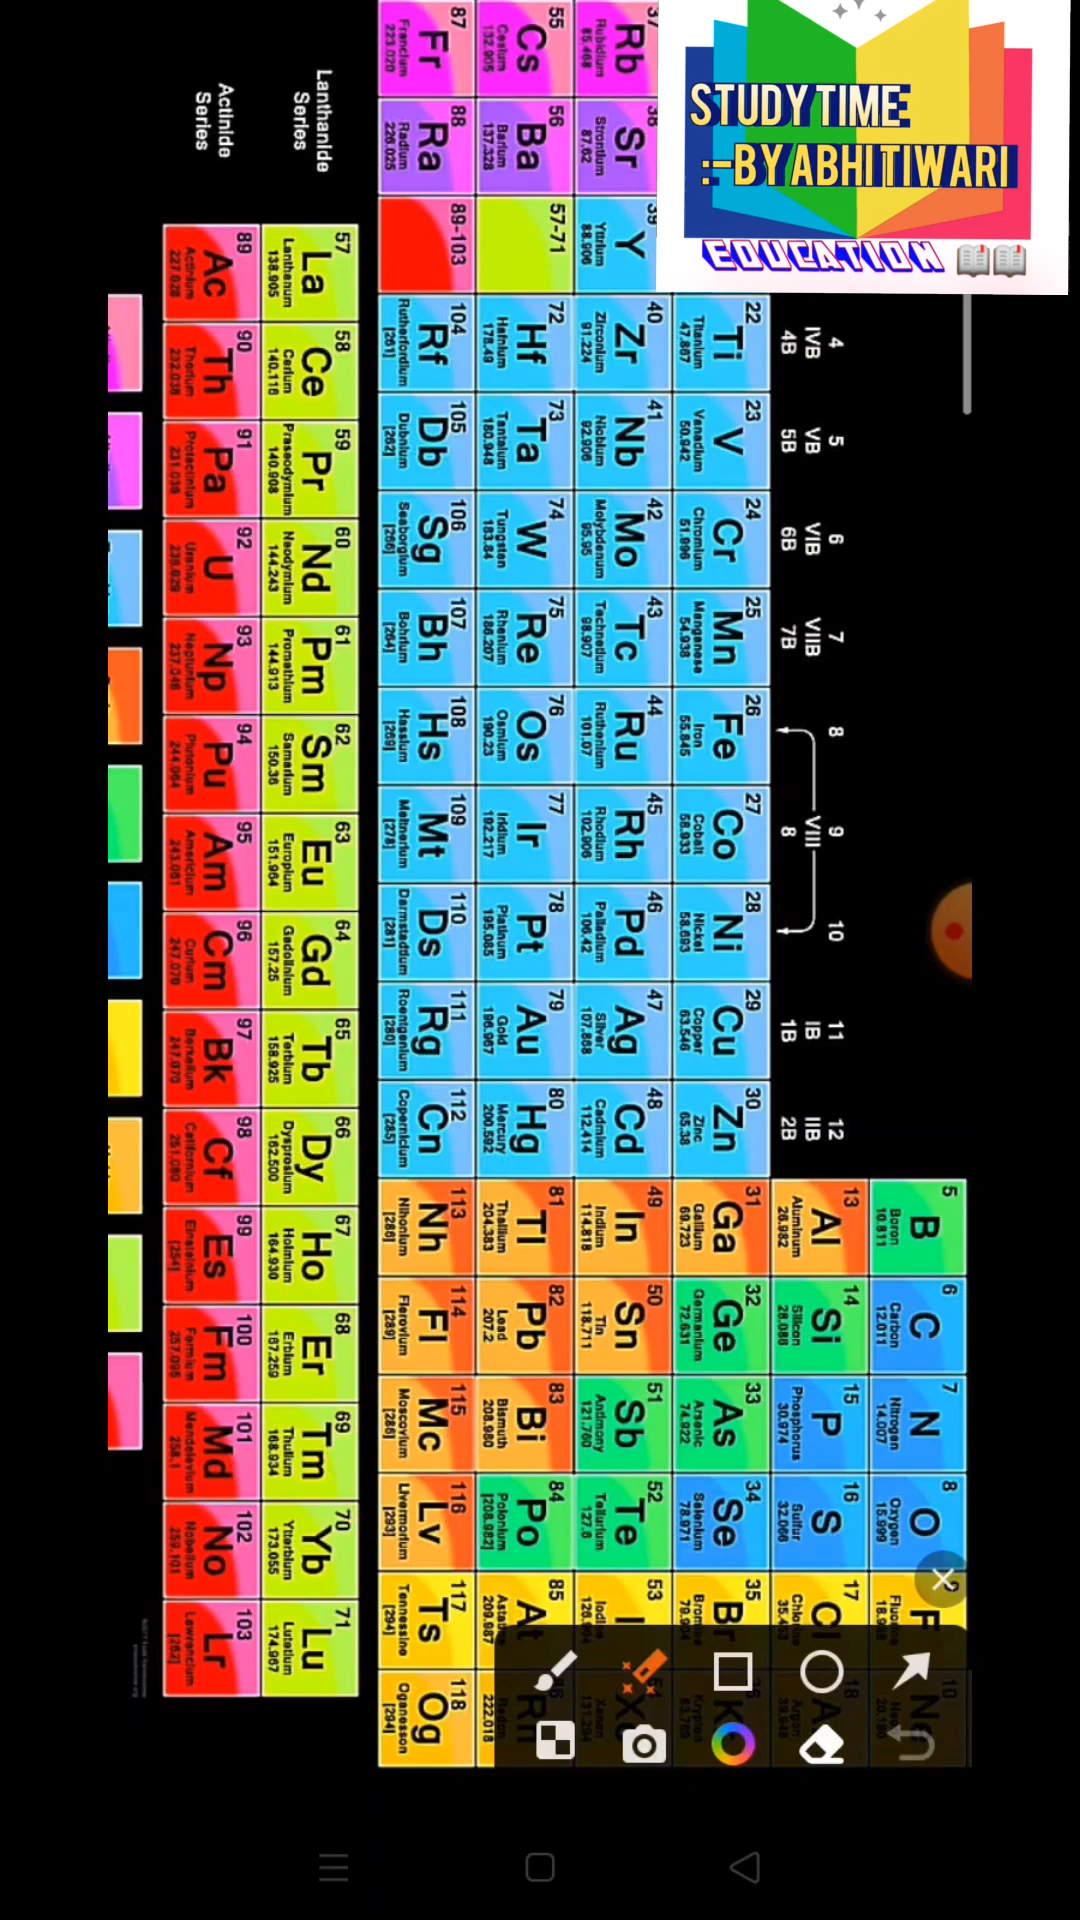 STUDY TIME
:-BY ABHI TIWARI
EDUCATION
4
IVB
4B
5
VB
5B
6
VIB
6B
7
VIIB
7B
8
9
10
VIII
8
11
IB
1B
12
IIB
2B
5
B
Boron
10.811
6
C
Carbon
12.011
7
N
Nitrogen
14.007
8
O
Oxygen
15.999
F
10
13
Al
Aluminum
26.982
14
Si
Silicon
28.086
15
P
Phosphorus
30.974
16
S
Sulfur
32.066
17
Cl
18
22
Ti
Titanium
47.867
23
V
Vanadium
50.942
24
Cr
Chromium
51.996
25
Mn
Manganese
54.938
26
Fe
Iron
55.845
27
Co
Cobalt
58.933
28
Ni
Nickel
58.693
29
Cu
Copper
63.546
30
Zn
Zinc
65.38
31
Ga
Gallium
69.723
32
Ge
Germanium
72.631
33
As
Arsenic
74.922
34
Se
Selenium
78.971
35
Br
37
Rb
Rubidium
85.468
38
Sr
Strontium
87.62
39
Y
Yttrium
88.906
40
Zr
Zirconium
91.224
41
Nb
Niobium
92.906
42
Mo
Molybdenum
95.95
43
Tc
Technetium
98.907
44
Ru
Ruthenium
101.07
45
Rh
Rhodium
102.906
46
Pd
Palladium
106.42
47
Ag
Silver
107.868
48
Cd
Cadmium
112.414
49
In
Indium
114.818
50
Sn
Tin
118.711
51
Sb
Antimony
121.760
52
Te
Tellurium
127.6
53
I
55
Cs
Cesium
132.905
56
Ba
Barium
137.328
57-71
72
Hf
Hafnium
178.49
73
Ta
Tantalum
180.948
74
W
Tungsten
183.84
75
Re
Rhenium
186.207
76
Os
Osmium
190.23
77
Ir
Iridium
192.217
78
Pt
Platinum
195.085
79
Au
Gold
196.967
80
Hg
Mercury
200.592
81
Tl
Thallium
204.383
82
Pb
Lead
207.2
83
Bi
Bismuth
208.980
84
Po
Polonium
[208.982]
85
At
209.987
222.018
87
Fr
Francium
223.020
88
Ra
Radium
226.025
89-103
104
Rf
Rutherfordium
[261]
105
Db
Dubnium
[262]
106
Sg
Seaborgium
[266]
107
Bh
Bohrium
[264]
108
Hs
Hassium
[269]
109
Mt
Meitnerium
[278]
110
Ds
Darmstadtium
[281]
111
Rg
Roentgenium
[280]
112
Cn
Copernicium
[285]
113
Nh
Nihonium
[286]
114
Fl
Flerovium
[289]
115
Mc
Moscovium
[286]
116
Lv
Livermorium
[293]
117
Ts
Tennessine
[294]
118
Og
Oganesson
[294]
Lanthanide
Series
57
La
Lanthanum
138.905
58
Ce
Cerium
140.116
59
Pr
Praseodymium
140.908
60
Nd
Neodymium
144.243
61
Pm
Promethium
144.913
62
Sm
Samarium
150.36
63
Eu
Europium
151.964
64
Gd
Gadolinium
157.25
65
Tb
Terbium
158.925
66
Dy
Dysprosium
162.500
67
Ho
Holmium
164.930
68
Er
Erbium
167.259
69
Tm
Thulium
168.934
70
Yb
Ytterbium
173.055
71
Lu
Lutetium
174.967
Actinide
Series
89
Ac
Actinium
227.028
90
Th
Thorium
232.038
91
Pa
Protactinium
231.036
92
U
Uranium
238.029
93
Np
Neptunium
237.048
94
Pu
Plutonium
244.064
95
Am
Americium
243.061
96
Cm
Curium
247.070
97
Bk
Berkelium
247.070
98
Cf
Californium
251.080
99
Es
Einsteinium
[254]
100
Fm
Fermium
257.095
101
Md
Mendelevium
258.1
102
No
Nobelium
259.101
103
Lr
Lawrencium
[262]